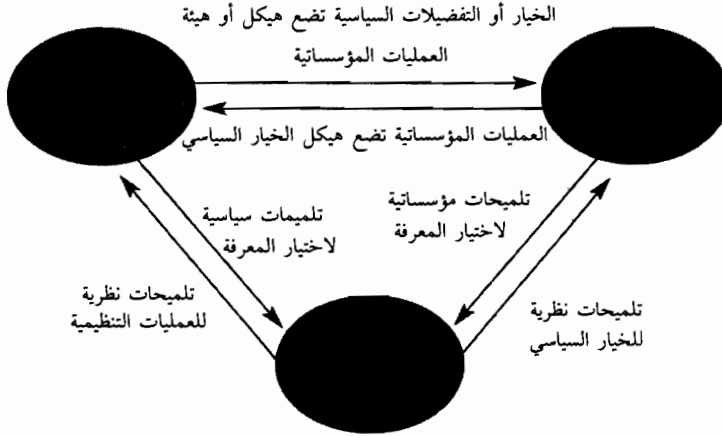 الخيار أو التفضيلات السياسية تضع هيكل أو هيئة
العمليات المؤسساتية
العمليات المؤسساتية تضع هيكل الخيار السياسي
تلميحات مؤسساتية
لاختيار المعرفة
تلميمات سياسية
لاختيار المعرفة
تلميحات نظرية
للخيار السياسي
تلميحات نظرية
للعمليات التنظيمية